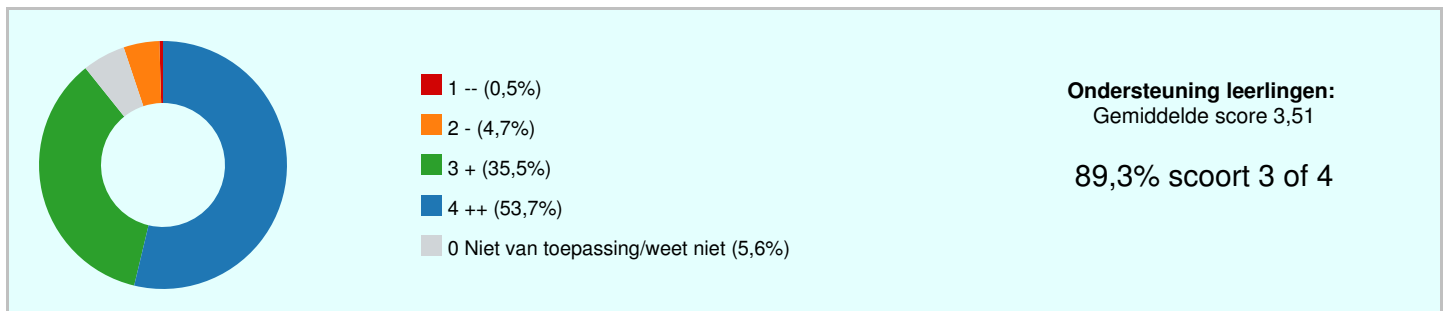 1 -- (0,5%)
2 - (4,7%)
3 + (35,5%)
4 ++ (53,7%)
0 Niet van toepassing/weet niet (5,6%)
Ondersteuning leerlingen:
Gemiddelde score 3,51
89,3% scoort 3 of 4